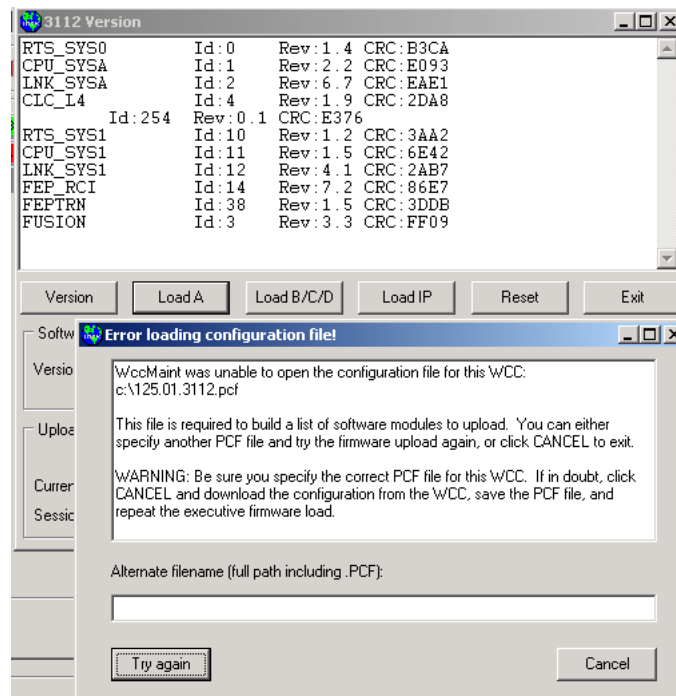 3112 Version
RTS_SYS0 Id:0 Rev:1.4 CRC:B3CA
CPU_SYSA Id:1 Rev:2.2 CRC:E093
LNK_SYSA Id:2 Rev:6.7 CRC:EAE1
CLC_L4 Id:4 Rev:1.9 CRC:2DA8
Id:254 Rev:0.1 CRC:E376
RTS_SYS1 Id:10 Rev:1.2 CRC:3AA2
CPU_SYS1 Id:11 Rev:1.5 CRC:6E42
LNK_SYS1 Id:12 Rev:4.1 CRC:2AB7
FEP_RCI Id:14 Rev:7.2 CRC:86E7
FEPTRN Id:38 Rev:1.5 CRC:3DDB
FUSION Id:3 Rev:3.3 CRC:FF09
Version Load A Load B/C/D Load IP Reset Exit
Softw
Versio
Uploa
Currer
Sessic
Error loading configuration file!
WccMaint was unable to open the configuration file for this WCC:
c:\125.01.3112.pcf
This file is required to build a list of software modules to upload. You can either
specify another PCF file and try the firmware upload again, or click CANCEL to exit.
WARNING: Be sure you specify the correct PCF file for this WCC. If in doubt, click
CANCEL and download the configuration from the WCC, save the PCF file, and
repeat the executive firmware load.
Alternate filename (full path including .PCF):
Try again Cancel